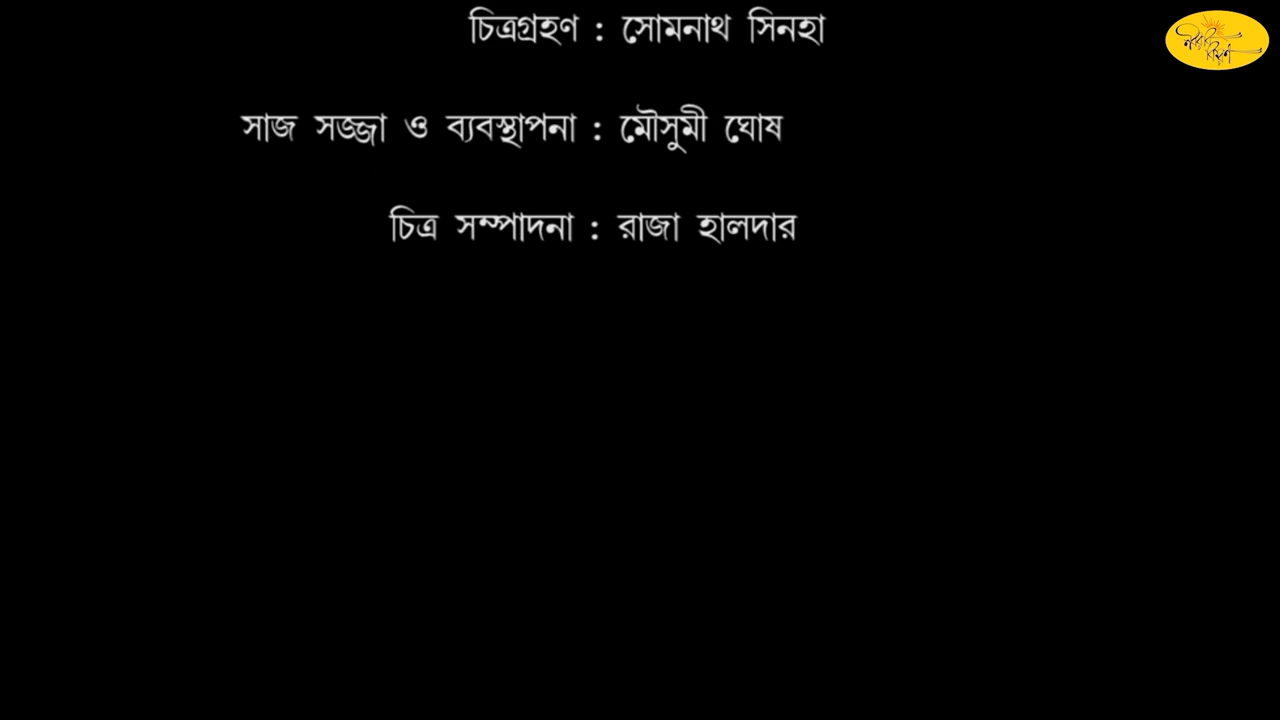 চিত্রগ্রহণ : সোমনাথ সিনহা
সাজ সজ্জা ও ব্যবস্থাপনা : মৌসুমী ঘোষ
চিত্র সম্পাদনা : রাজা হালদার